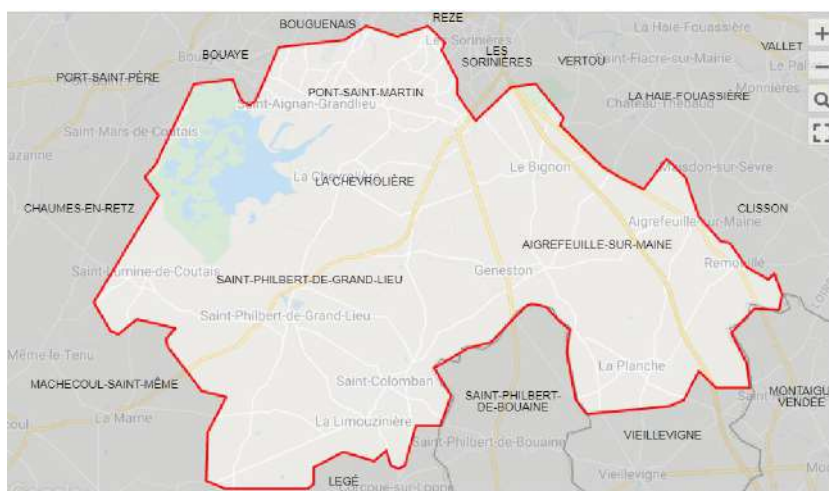 BOUGUENAIS
REZE
La Haie-Fouassière
Les Sorinières
BOUAYE
LES
SORINIÈRES
VERTOU
Saint-Fiacre-sur-Maine
VALLET
PORT-SAINT-PÈRE
PONT-SAINT-MARTIN
LA HAIE-FOUASSIÈRE
Monnières
Saint-Aignan-Grandlieu
Château-Thébaud
Saint-Mars-de-Coutais
Le Bignon
Maisdon-sur-Sèvre
La Chevrolière
LA CHEVROLIÈRE
CHAUMES-EN-RETZ
CLISSON
Aigrefeuille-sur-Maine
AIGREFEUILLE-SUR-MAINE
Remouillé
Saint-Lumine-de-Coutais
SAINT-PHILBERT-DE-GRAND-LIEU
Geneston
Saint-Philbert-de-Grand-Lieu
Même-le-Tenu
La Planche
MACHECOUL-SAINT-MÊME
Saint-Colomban
SAINT-PHILBERT-
DE-BOUAINE
MONTAIGU
VENDÉE
La Marne
La Limouzinière
VIEILLEVIGNE
Saint-Philbert-de-Bouaine
LEGÉ
Corcoué-sur-Logne
Vieillevigne